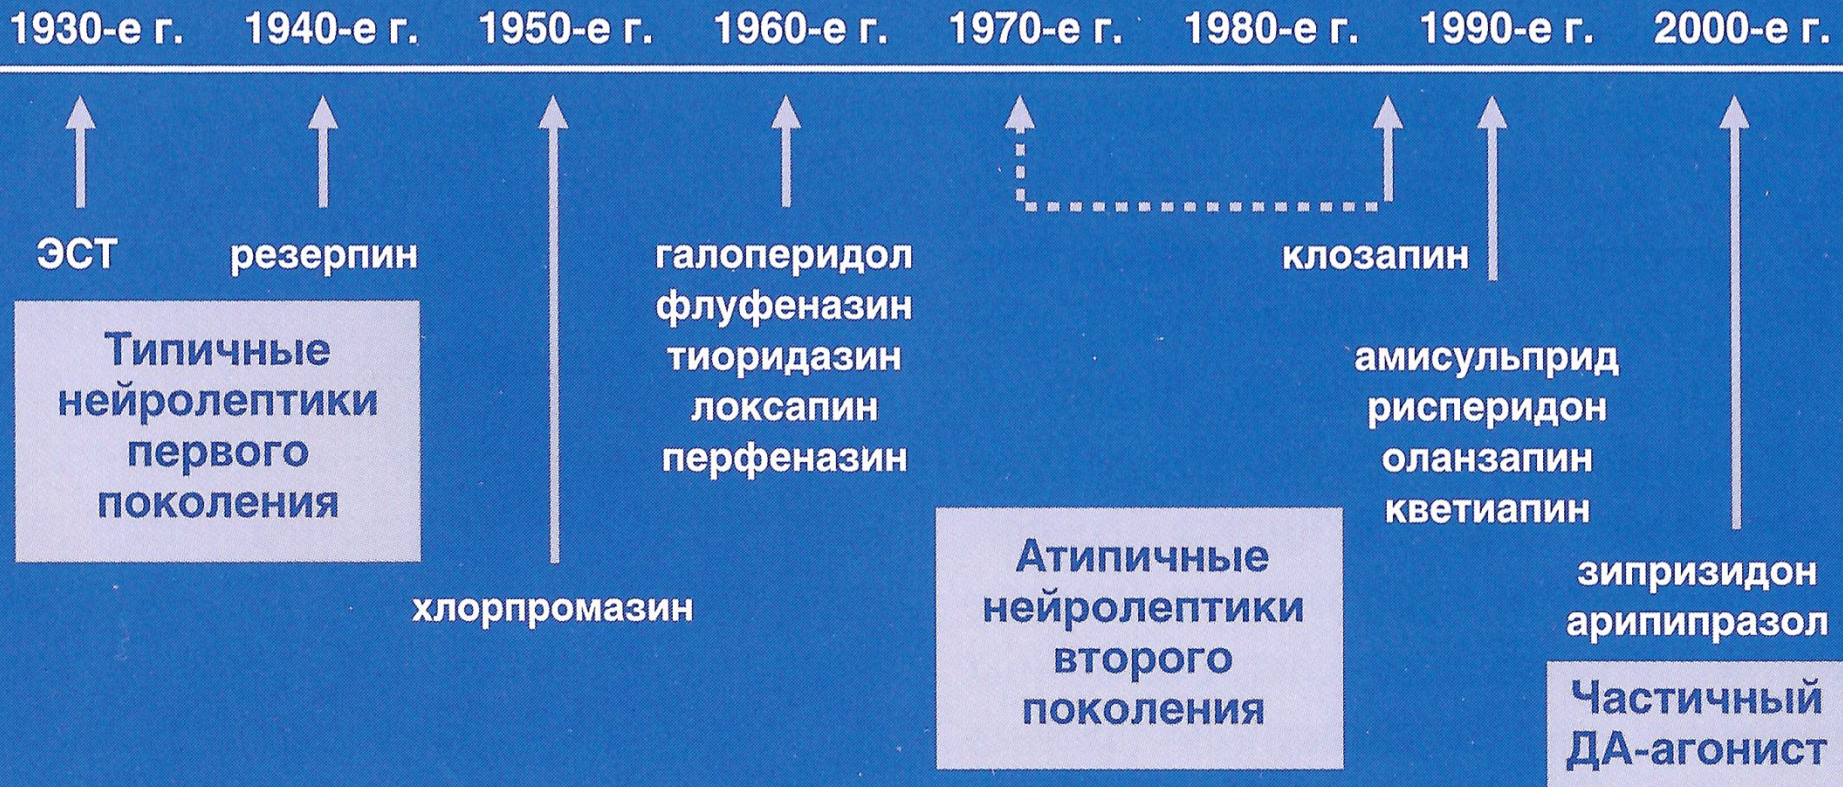 1930-е г. 1940-е г. 1950-е г. 1960-е г. 1970-е г. 1980-е г. 1990-е г. 2000-е г.
ЭСТ
резерпин
Типичные
нейролептики
первого
поколения
хлорпромазин
галоперидол
флуфеназин
тиоридазин
локсапин
перфеназин
клозапин
Атипичные
нейролептики
второго
поколения
амисульприд
рисперидон
оланзапин
кветиапин
зипризидон
арипипразол
Частичный
ДА-агонист